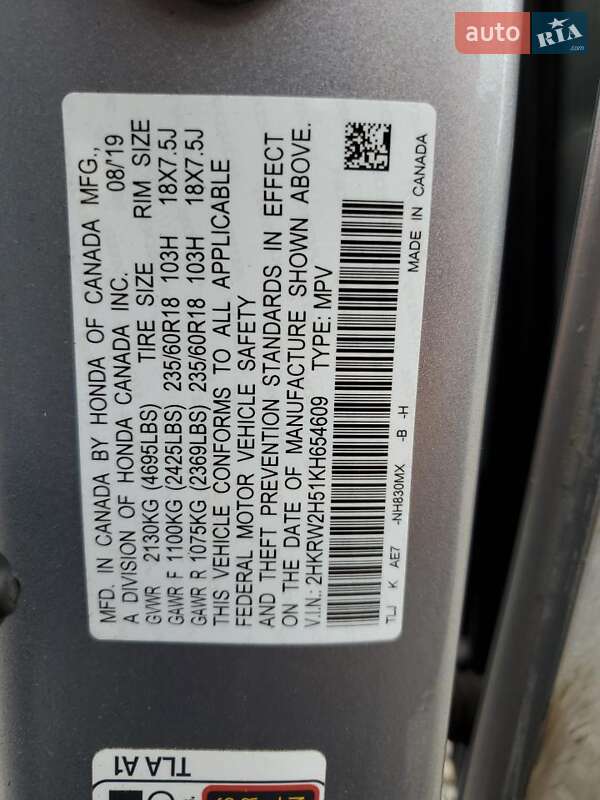 auto RIA
.com
MFD. IN CANADA BY HONDA OF CANADA MFG.,
A DIVISION OF HONDA CANADA INC. 08/19
GVWR 2130KG (4695LBS) TIRE SIZE RIM SIZE
GAWR F 1100KG (2425LBS) 235/60R18 103H 18X7.5J
GAWR R 1075KG (2369LBS) 235/60R18 103H 18X7.5J
THIS VEHICLE CONFORMS TO ALL APPLICABLE
FEDERAL MOTOR VEHICLE SAFETY
AND THEFT PREVENTION STANDARDS IN EFFECT
ON THE DATE OF MANUFACTURE SHOWN ABOVE.
V.I.N.: 2HKRW2H51KH654609 TYPE: MPV
TLJ K AE7 -NH830MX -B -H
MADE IN CANADA
TLA A1